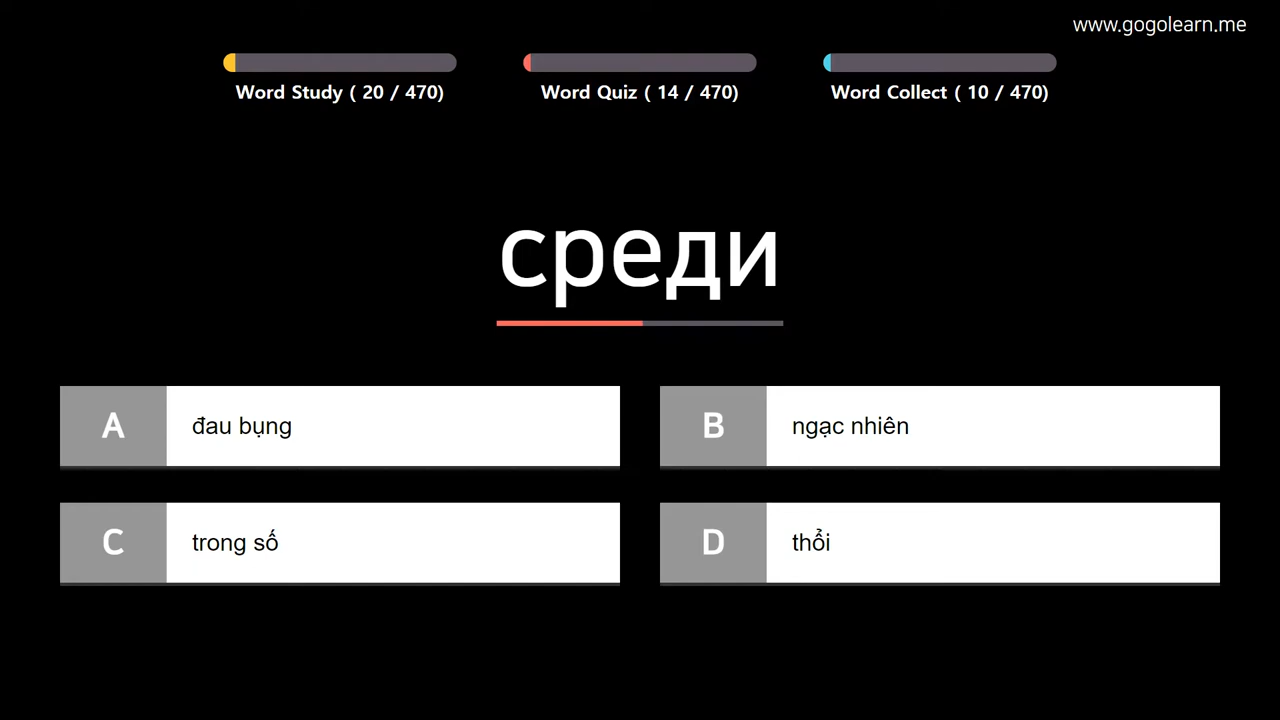 www.gogolearn.me
Word Study ( 20 / 470)
Word Quiz ( 14 / 470)
Word Collect ( 10 / 470)
среди
A
đau bụng
B
ngạc nhiên
C
trong số
D
thổi